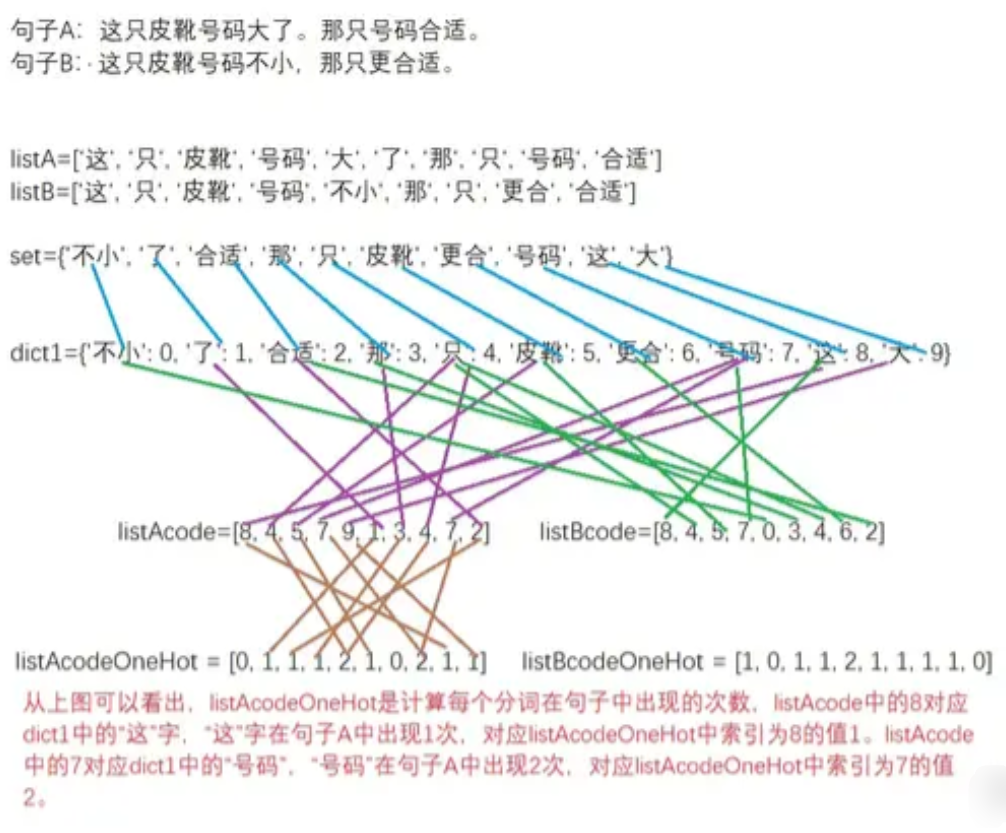 句子A：这只皮靴号码大了。那只号码合适。
句子B：·这只皮靴号码不小，那只更合适。
listA=['这', '只', '皮靴', '号码', '大', '了', '那', '只', '号码', '合适']
listB=['这', '只', '皮靴', '号码', '不小', '那', '只', '更合', '合适']
set={'不小', '了', '合适', '那', '只', '皮靴', '更合', '号码', '这', '大'}
dict1={'不小': 0, '了': 1, '合适': 2, '那': 3, '只': 4, '皮靴': 5, '更合': 6, '号码': 7, '这': 8, '大': 9}
listAcode=[8, 4, 5, 7, 9, 1, 3, 4, 7, 2] listBcode=[8, 4, 5, 7, 0, 3, 4, 6, 2]
listAcodeOneHot = [0, 1, 1, 1, 2, 1, 0, 2, 1, 1] listBcodeOneHot = [1, 0, 1, 1, 2, 1, 1, 1, 1, 0]
从上图可以看出，listAcodeOneHot是计算每个分词在句子中出现的次数，listAcode中的8对应
dict1中的“这”字，“这”字在句子A中出现1次，对应listAcodeOneHot中索引为8的值1。listAcode
中的7对应dict1中的“号码”，“号码”在句子A中出现2次，对应listAcodeOneHot中索引为7的值
2。